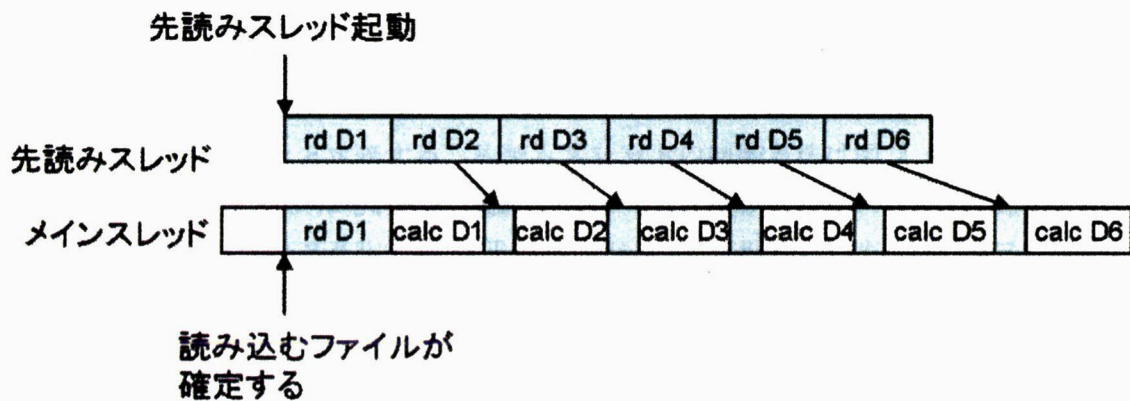 先読みスレッド起動
rd D1 rd D2 rd D3 rd D4 rd D5 rd D6
先読みスレッド
メインスレッド rd D1 calc D1 calc D2 calc D3 calc D4 calc D5 calc D6
読み込むファイルが
確定する